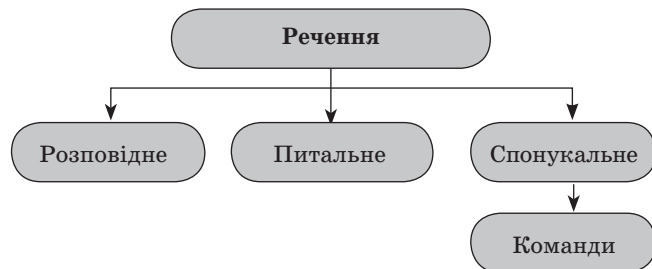 Речення
Розповідне
Питальне
Спонукальне
Команди